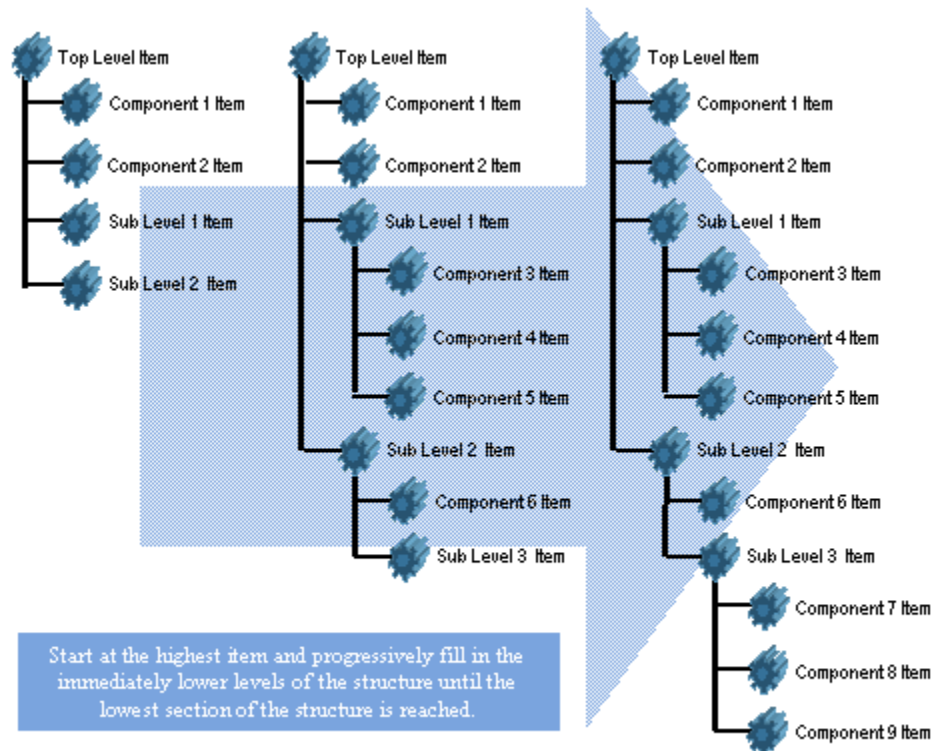 Top Level Item
Component 1 Item
Component 2 Item
Sub Level 1 Item
Sub Level 2 Item
Top Level Item
Component 1 Item
Component 2 Item
Sub Level 1 Item
Component 3 Item
Component 4 Item
Component 5 Item
Sub Level 2 Item
Component 6 Item
Sub Level 3 Item
Top Level Item
Component 1 Item
Component 2 Item
Sub Level 1 Item
Component 3 Item
Component 4 Item
Component 5 Item
Sub Level 2 Item
Component 6 Item
Sub Level 3 Item
Component 7 Item
Component 8 Item
Component 9 Item
Start at the highest item and progressively fill in the
immediately lower levels of the structure until the
lowest section of the structure is reached.